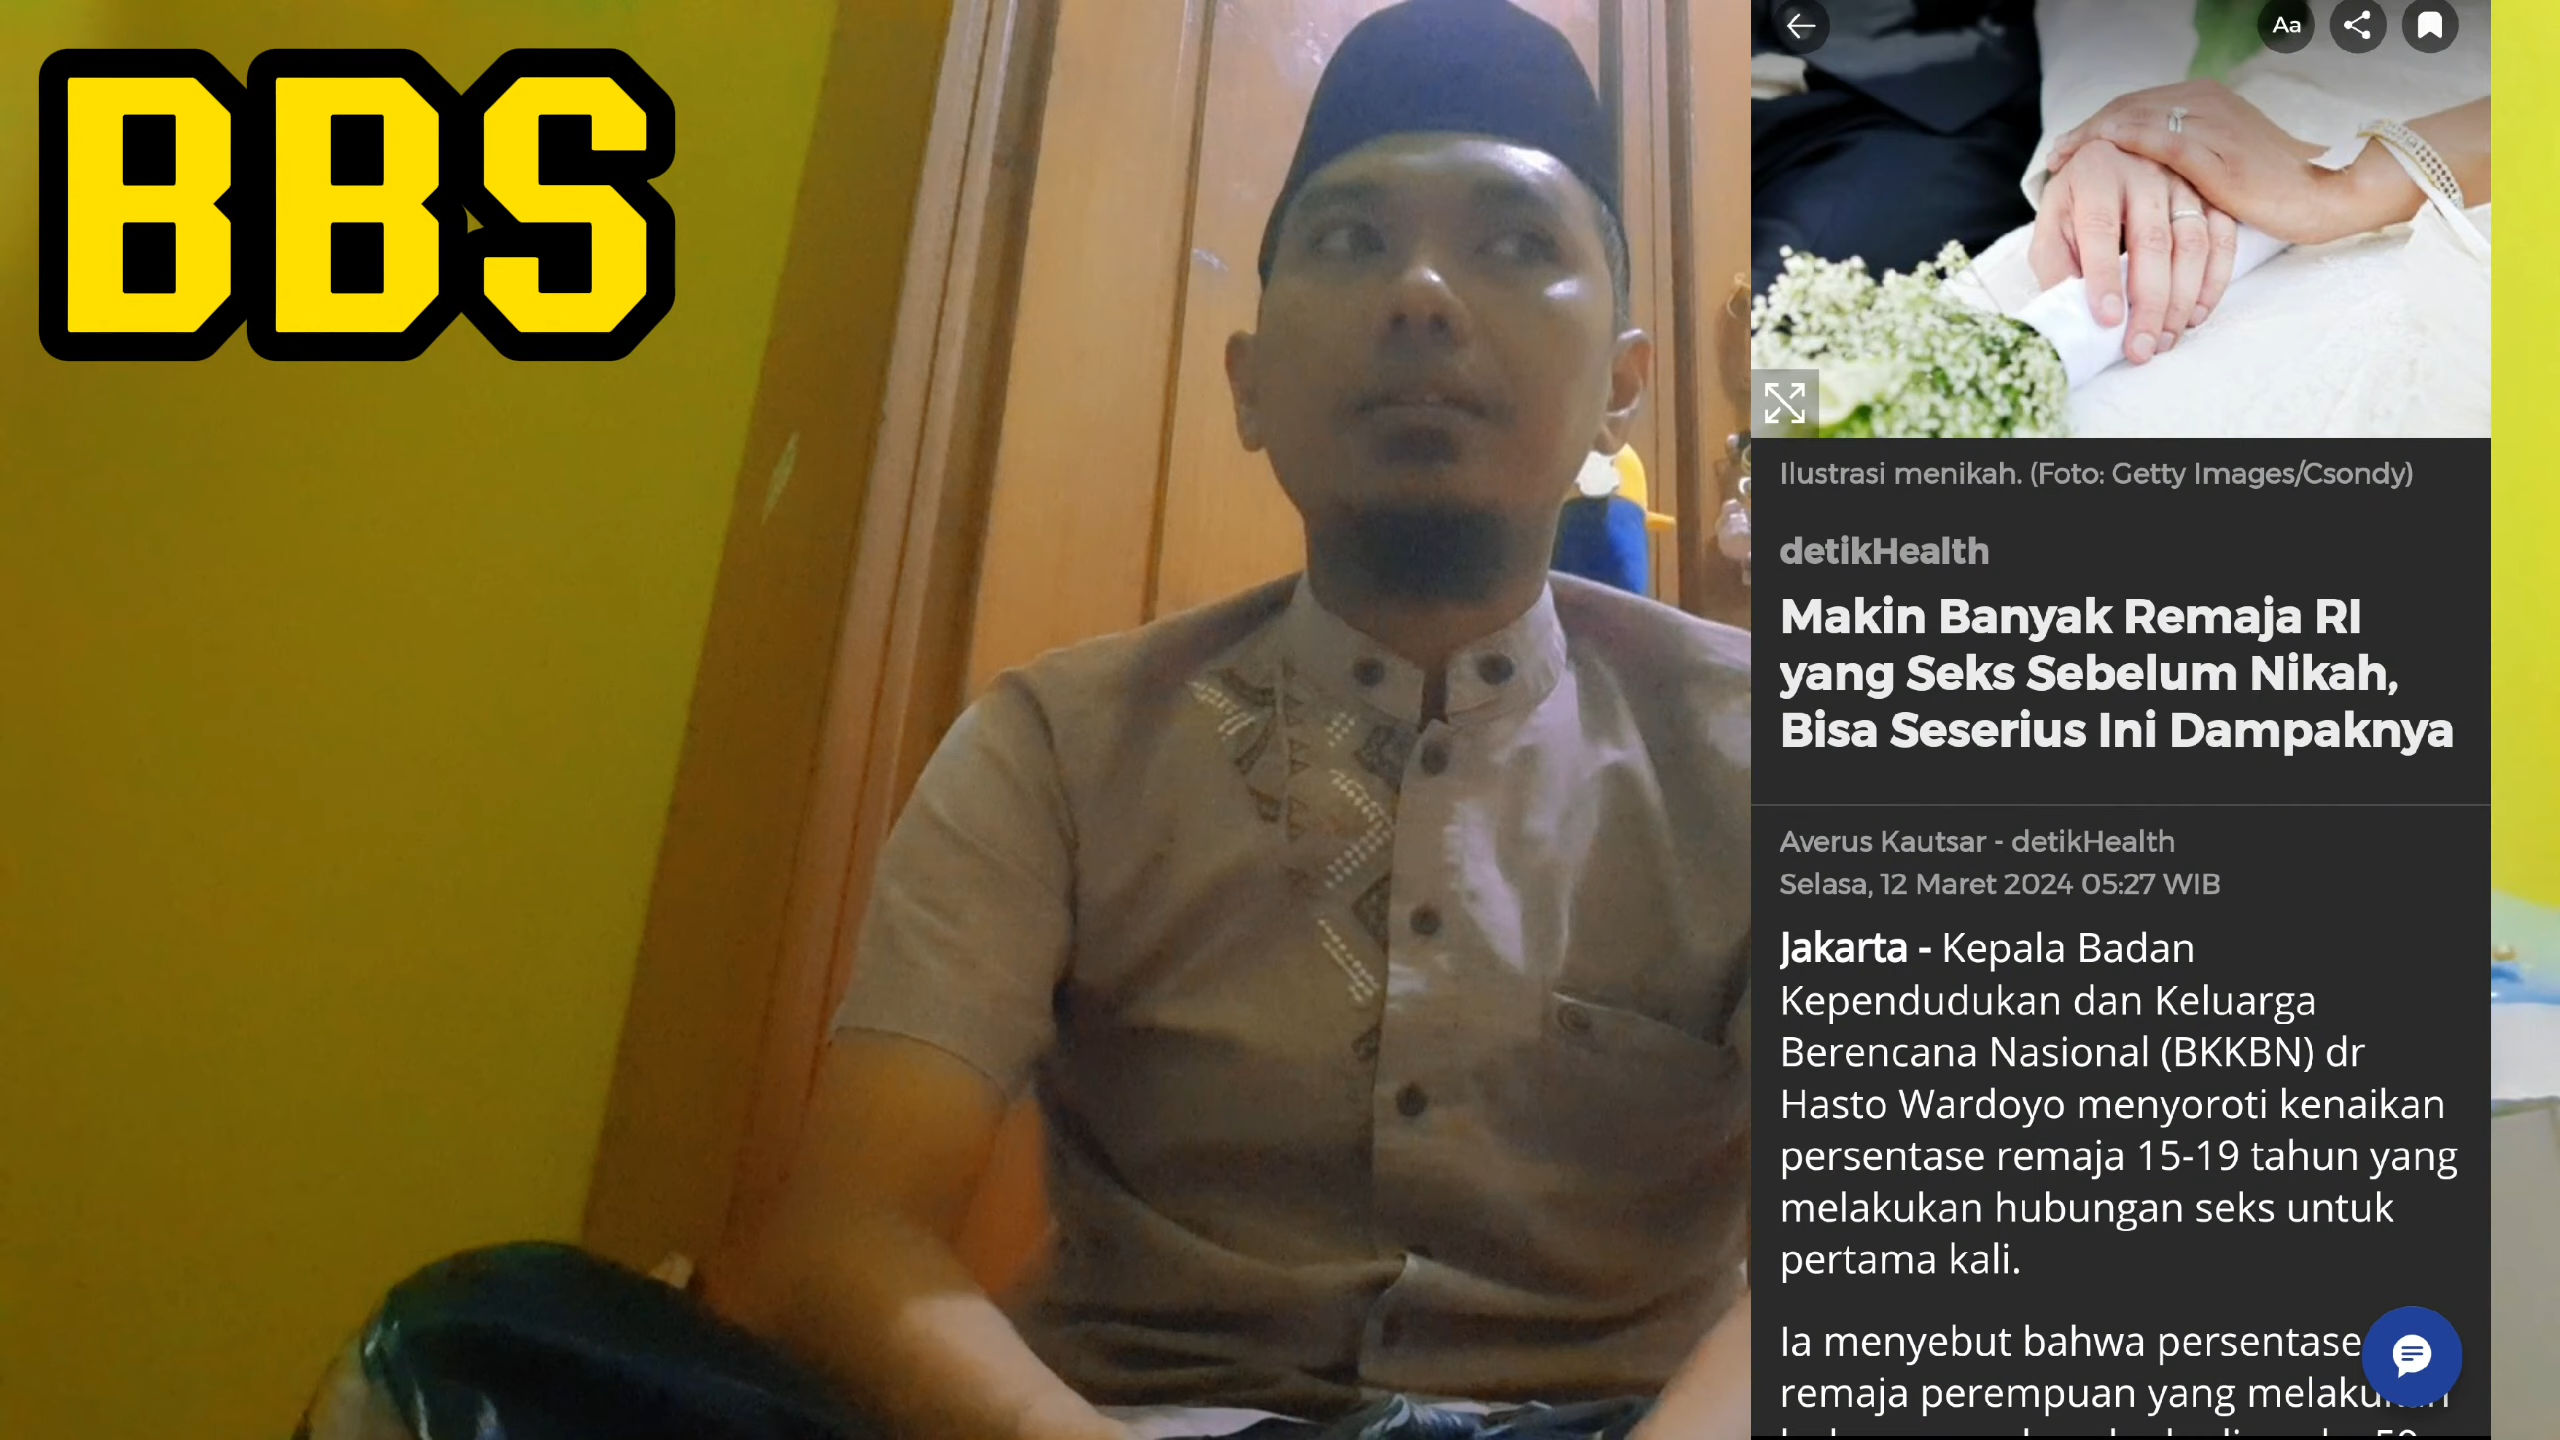 BBS
Aa
Ilustrasi menikah. (Foto: Getty Images/Csondy)
detikHealth
Makin Banyak Remaja RI
yang Seks Sebelum Nikah,
Bisa Seserius Ini Dampaknya
Averus Kautsar - detikHealth
Selasa, 12 Maret 2024 05:27 WIB
Jakarta - Kepala Badan
Kependudukan dan Keluarga
Berencana Nasional (BKKBN) dr
Hasto Wardoyo menyoroti kenaikan
persentase remaja 15-19 tahun yang
melakukan hubungan seks untuk
pertama kali.
Ia menyebut bahwa persentase
remaja perempuan yang